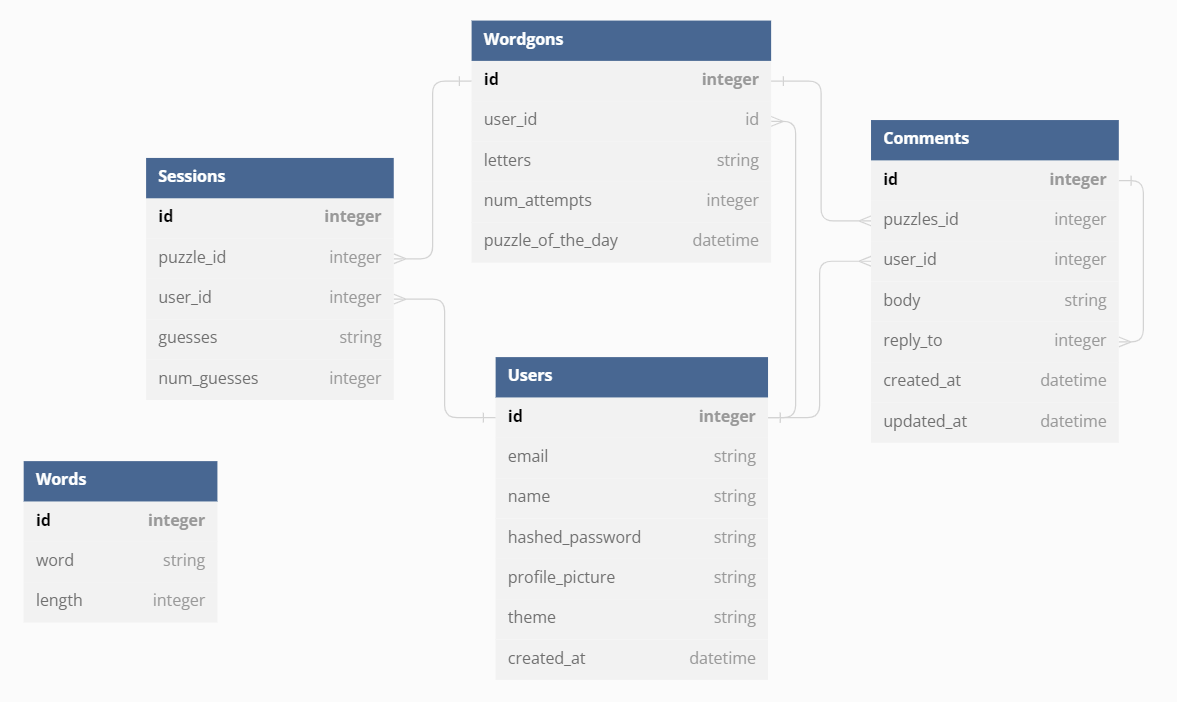 Wordgons
id integer
user_id id
letters string
num_attempts integer
puzzle_of_the_day datetime
Comments
id integer
puzzles_id integer
user_id integer
body string
reply_to integer
created_at datetime
updated_at datetime
Sessions
id integer
puzzle_id integer
user_id integer
guesses string
num_guesses integer
Users
id integer
email string
name string
hashed_password string
profile_picture string
theme string
created_at datetime
Words
id integer
word string
length integer